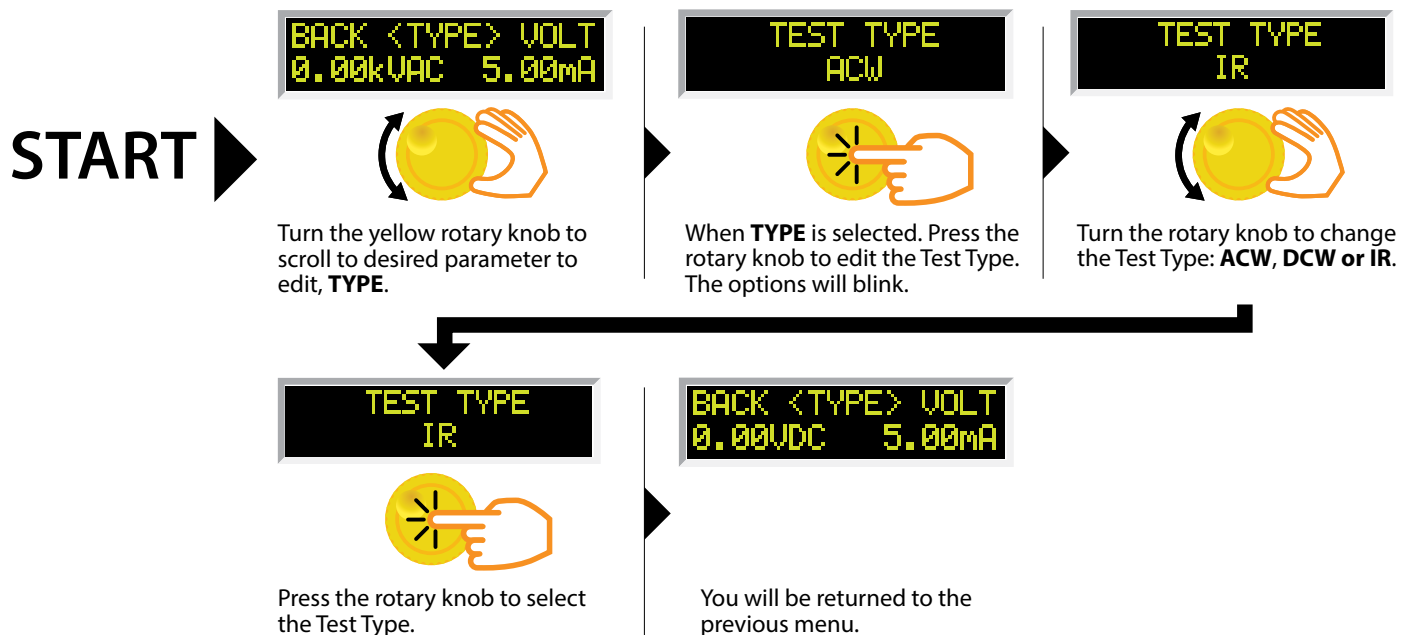 START
BACK <TYPE> VOLT
0.00kVAC 5.00mA
Turn the yellow rotary knob to
scroll to desired parameter to
edit, TYPE.
TEST TYPE
ACW
When TYPE is selected. Press the
rotary knob to edit the Test Type.
The options will blink.
TEST TYPE
IR
Turn the rotary knob to change
the Test Type: ACW, DCW or IR.
TEST TYPE
IR
Press the rotary knob to select
the Test Type.
BACK <TYPE> VOLT
0.00VDC 5.00mA
You will be returned to the
previous menu.